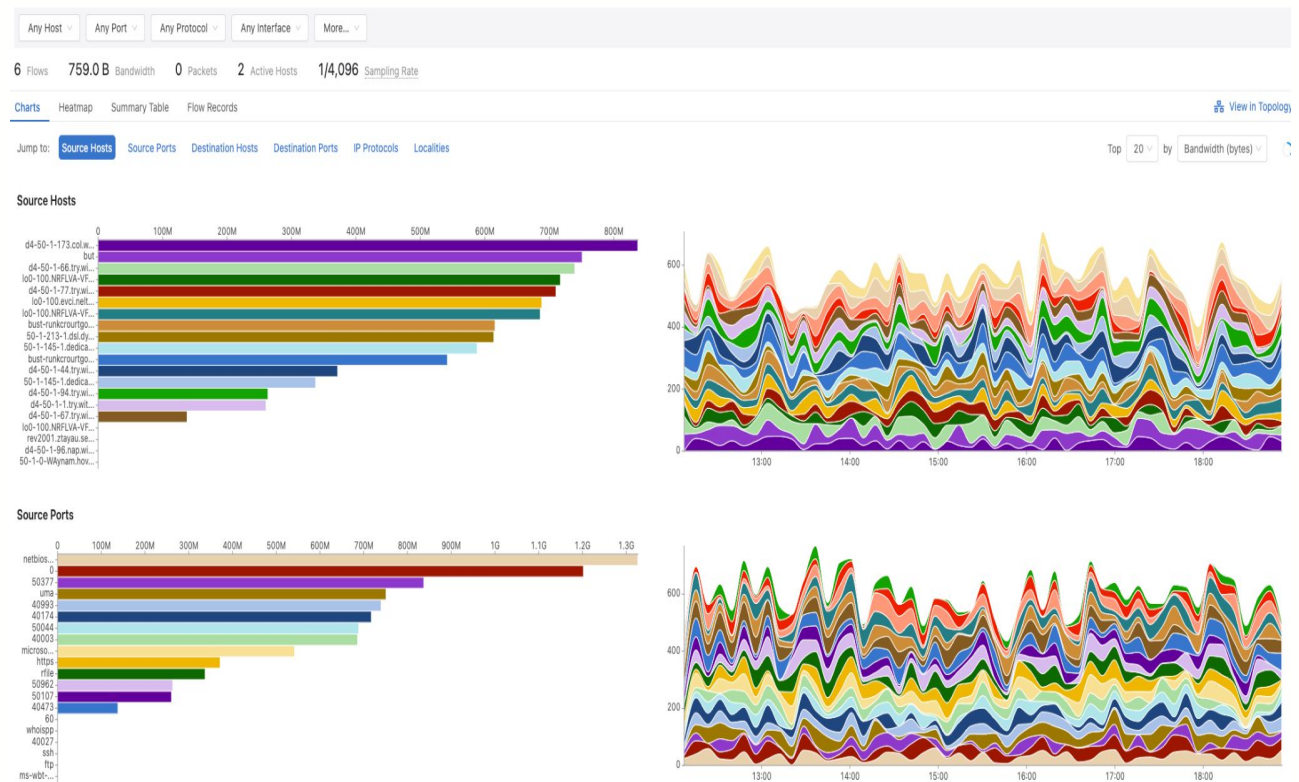 Any Host Any Port Any Protocol Any Interface More...
6 Flows 759.0 B Bandwidth 0 Packets 2 Active Hosts 1/4,096 Sampling Rate
Charts Heatmap Summary Table Flow Records View in Topology
Jump to: Source Hosts Source Ports Destination Hosts Destination Ports IP Protocols Localities Top 20 by Bandwidth (bytes)
Source Hosts
0 100M 200M 300M 400M 500M 600M 700M 800M
d4-50-1-173.col.w...
but
d4-50-1-66.try.wi...
lo0-100.NRFLVA-VF...
d4-50-1-77.try.wi...
lo0-100.evci.neit...
lo0-100.NRFLVA-VF...
bust-runkcrourtgo...
50-1-213-1.dsl.dy...
50-1-145-1.dedica...
bust-runkcrourtgo...
d4-50-1-44.try.wi...
50-1-145-1.dedica...
d4-50-1-94.try.wi...
d4-50-1-1.try.wit...
d4-50-1-67.try.wi...
lo0-100.NRFLVA-VF...
rev2001.ztayau.se...
d4-50-1-96.nap.wi...
50-1-0-WAynam.hov...
600
400
200
0
13:00 14:00 15:00 16:00 17:00 18:00
Source Ports
0 100M 200M 300M 400M 500M 600M 700M 800M 900M 1G 1.1G 1.2G 1.3G
netbios...
0
50377
uma
40993
40174
50044
40003
microso...
https
rfile
50962
50107
40473
60
whoispp
40027
ssh
ftp
ms-wbt-...
600
400
200
0
13:00 14:00 15:00 16:00 17:00 18:00